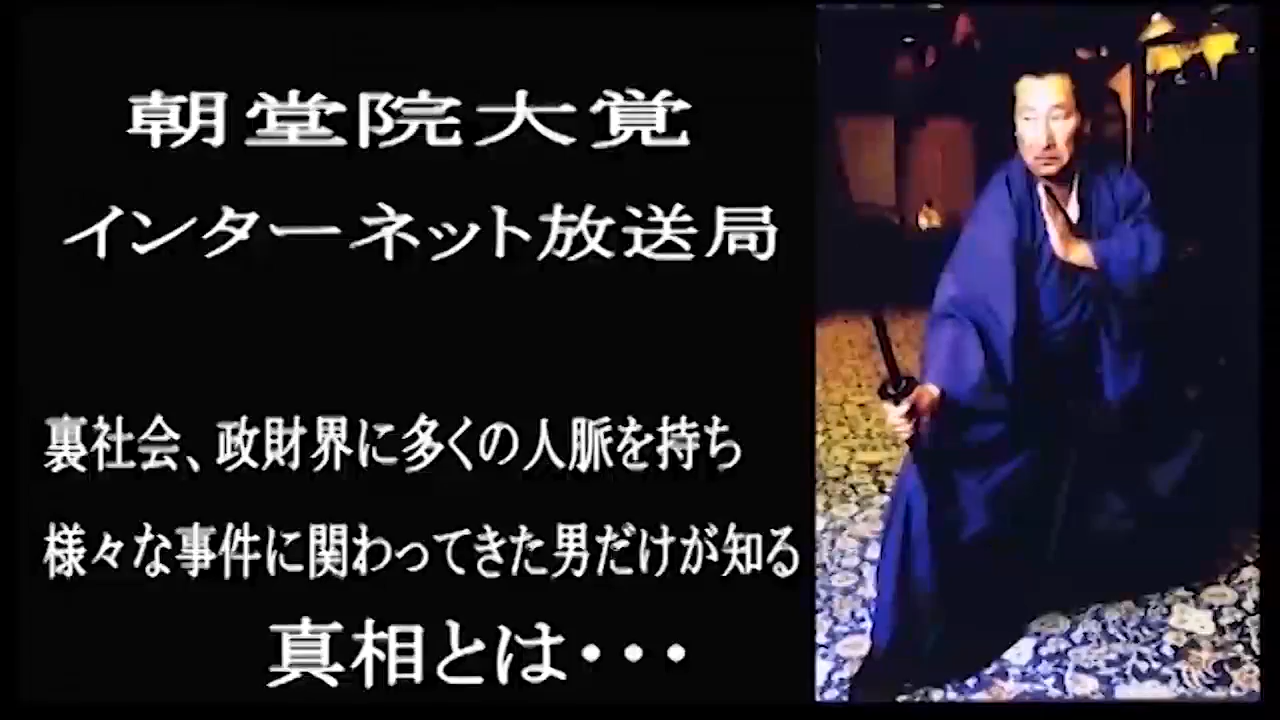 朝堂院大覚
インターネット放送局
裏社会、政財界に多くの人脈を持ち
様々な事件に関わってきた男だけが知る
真相とは・・・